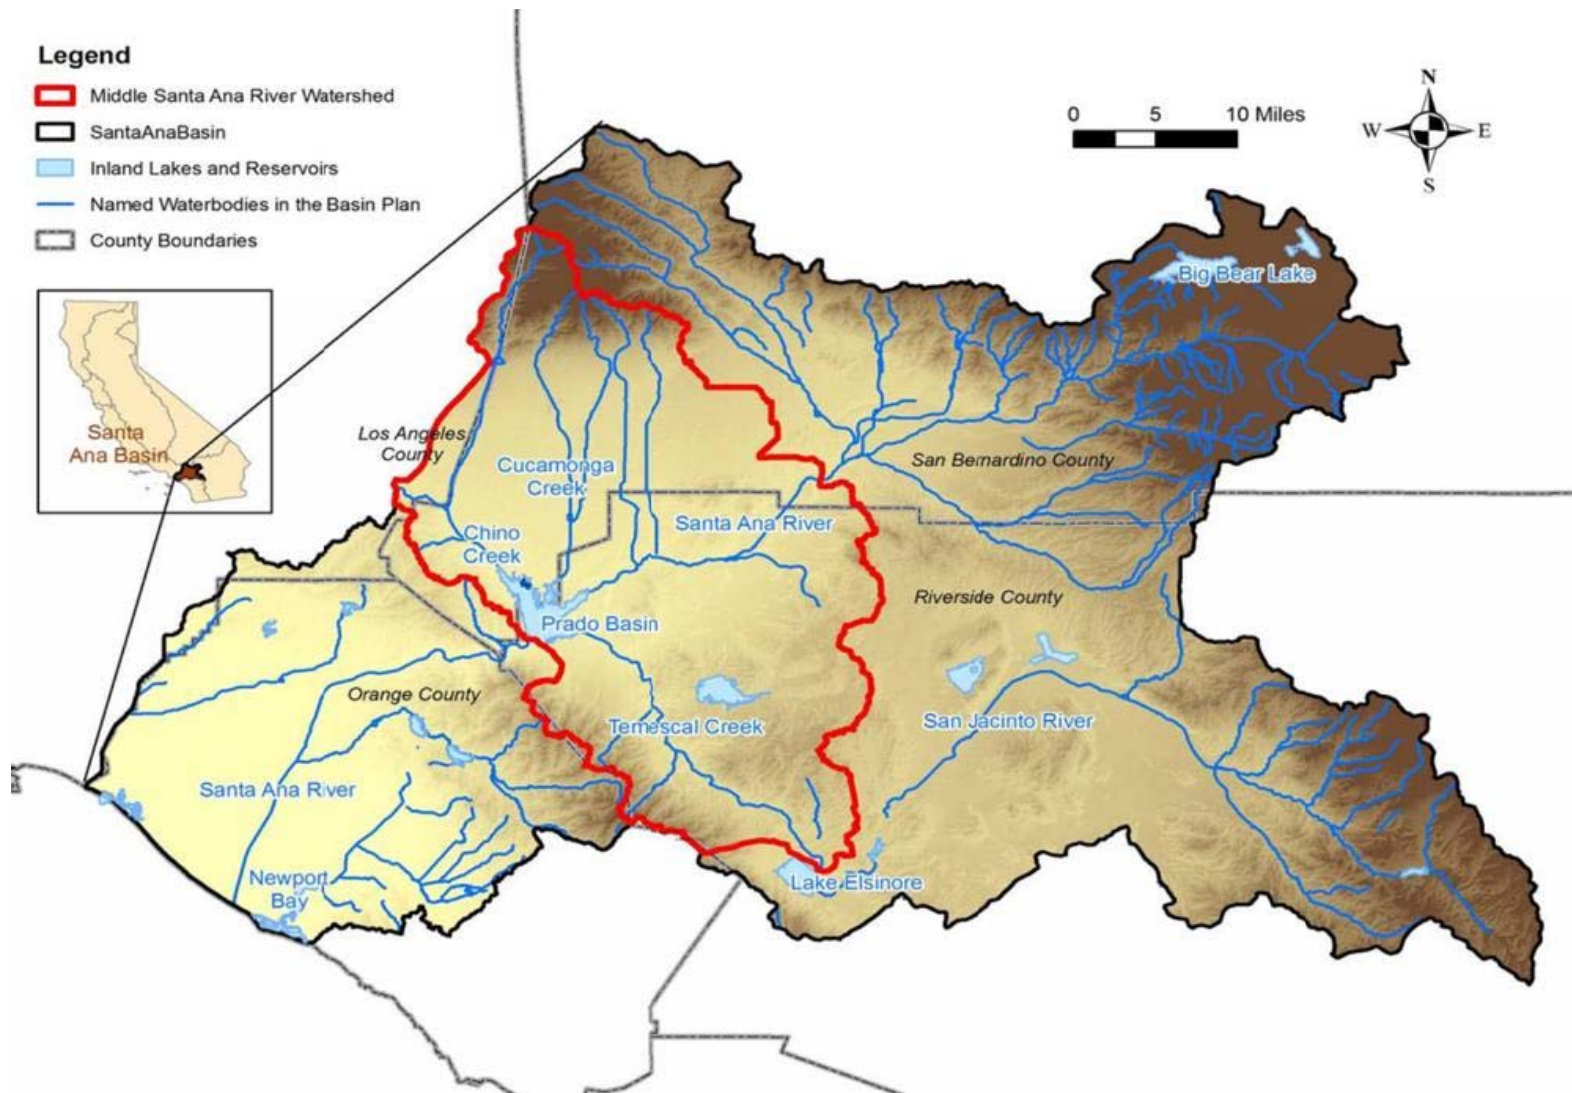 Legend
Middle Santa Ana River Watershed
SantaAnaBasin
Inland Lakes and Reservoirs
Named Waterbodies in the Basin Plan
County Boundaries
0 5 10 Miles
N
W E
S
Big Bear Lake
Santa
Ana Basin
Los Angeles
County
Cucamonga
Creek
San Bernardino County
Chino
Creek
Santa Ana River
Riverside County
Prado Basin
Orange County
Temescal Creek
San Jacinto River
Santa Ana River
Newport
Bay
Lake Elsinore